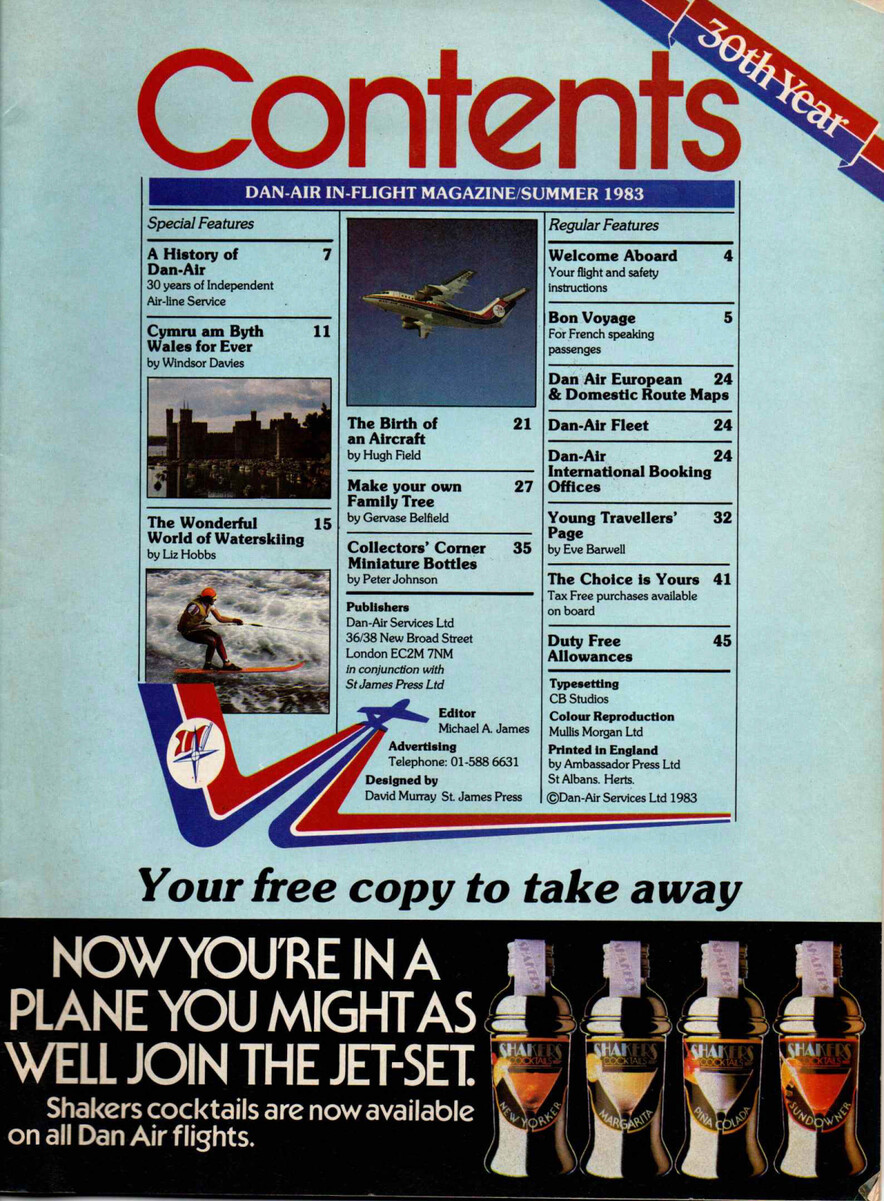 30th Year
Contents
DAN-AIR IN-FLIGHT MAGAZINE/SUMMER 1983
Special Features
A History of 7
Dan-Air
30 years of Independent
Air-line Service
Cymru am Byth 11
Wales for Ever
by Windsor Davies
The Wonderful 15
World of Waterskiing
by Liz Hobbs
The Birth of 21
an Aircraft
by Hugh Field
Make your own 27
Family Tree
by Gervase Belfield
Collectors' Corner 35
Miniature Bottles
by Peter Johnson
Publishers
Dan-Air Services Ltd
36/38 New Broad Street
London EC2M 7NM
in conjunction with
St James Press Ltd
Editor
Michael A. James
Advertising
Telephone: 01-588 6631
Designed by
David Murray St. James Press
Regular Features
Welcome Aboard 4
Your flight and safety
instructions
Bon Voyage 5
For French speaking
passenges
Dan Air European 24
& Domestic Route Maps
Dan-Air Fleet 24
Dan-Air 24
International Booking
Offices
Young Travellers' 32
Page
by Eve Barwell
The Choice is Yours 41
Tax Free purchases available
on board
Duty Free 45
Allowances
Typesetting
CB Studios
Colour Reproduction
Mullis Morgan Ltd
Printed in England
by Ambassador Press Ltd
St Albans. Herts.
©Dan-Air Services Ltd 1983
Your free copy to take away
NOW YOU'RE IN A
PLANE YOU MIGHT AS
WELL JOIN THE JET-SET.
Shakers cocktails are now available
on all Dan Air flights.
SHAKERS
COCKTAILS
NEW YORKER
SHAKERS
COCKTAILS
MARGARITA
SHAKERS
COCKTAILS
PIÑA COLADA
SHAKERS
COCKTAILS
SUNDOWNER